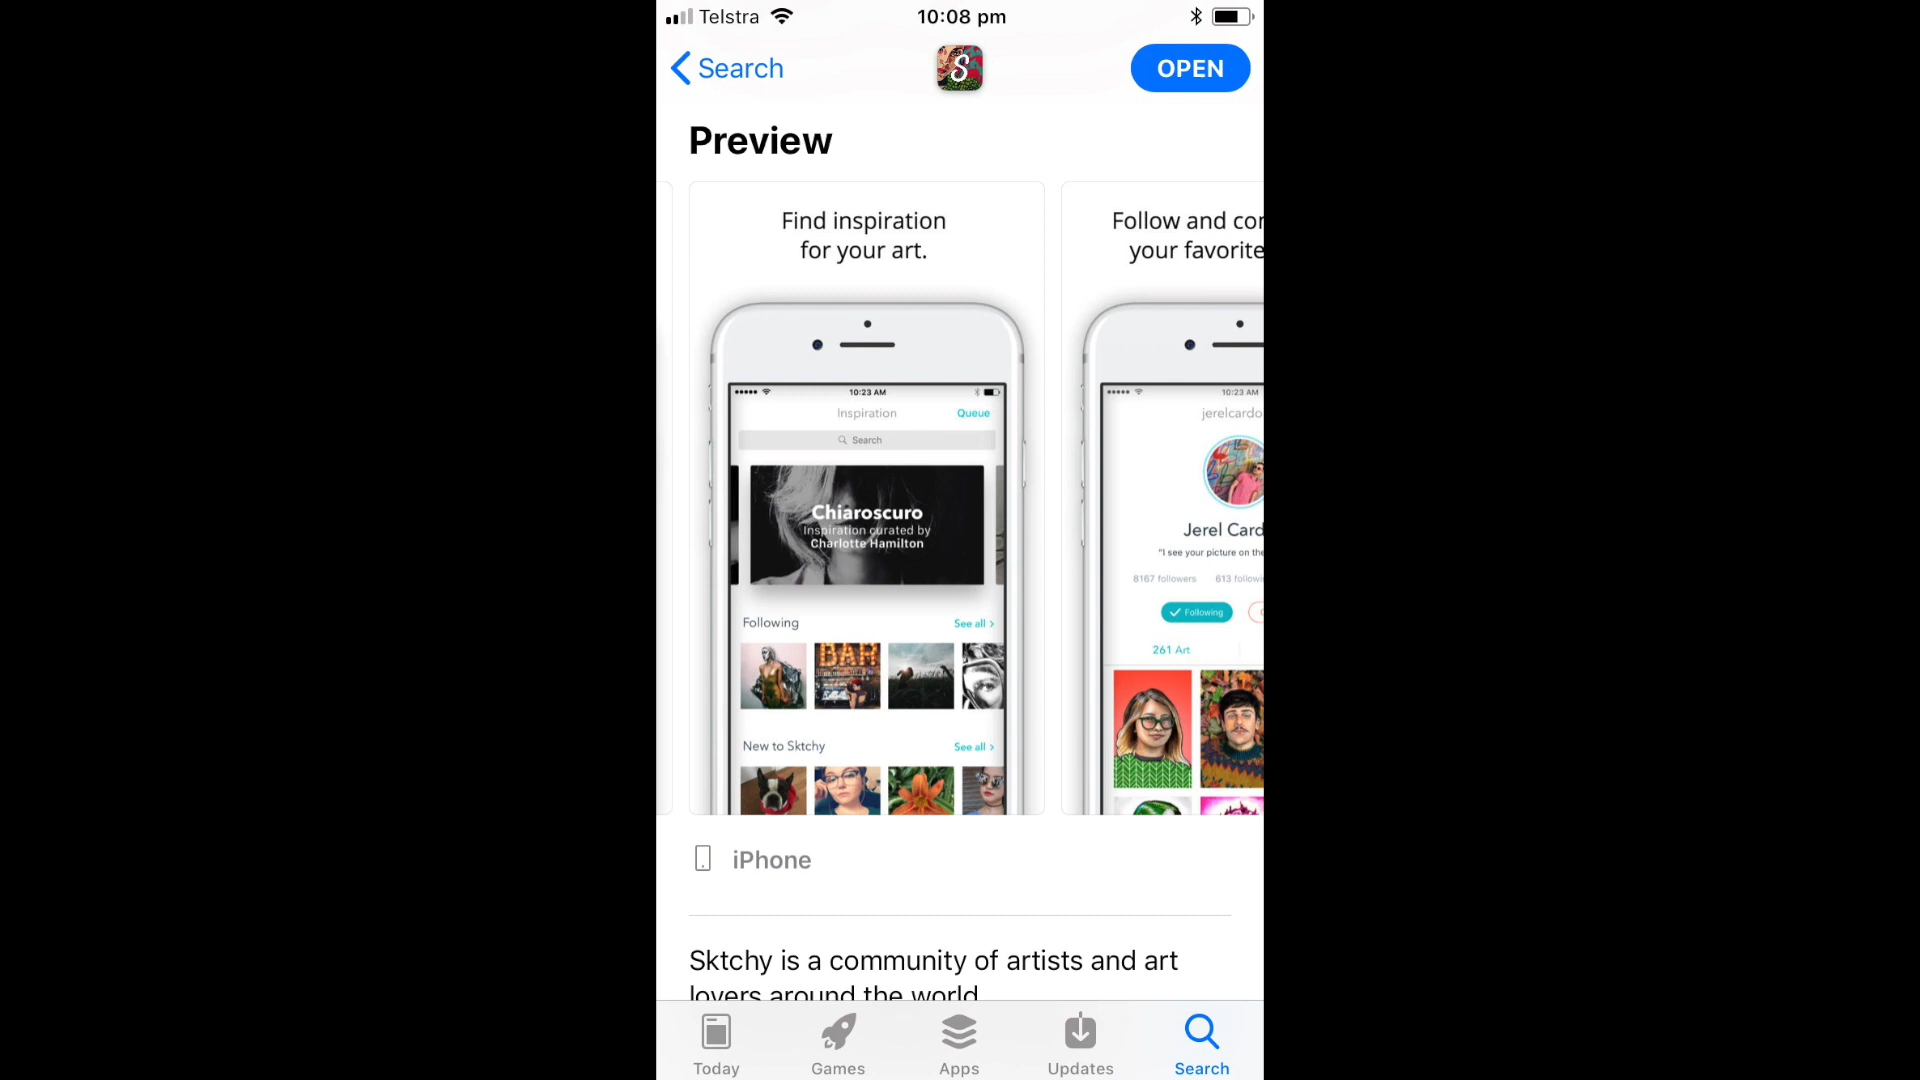 Telstra
10:08 pm
Search
S
OPEN
Preview
Find inspiration
for your art.
10:23 AM
Inspiration
Queue
Search
Chiaroscuro
Inspiration curated by
Charlotte Hamilton
Following
See all >
BAR
New to Sktchy
See all >
Follow and con
your favorite
10:23 AM
jerelcardo
Jerel Card
"I see your picture on the
8167 followers
613 followi
Following
261 Art
iPhone
Sktchy is a community of artists and art
lovers around the world
Today
Games
Apps
Updates
Search